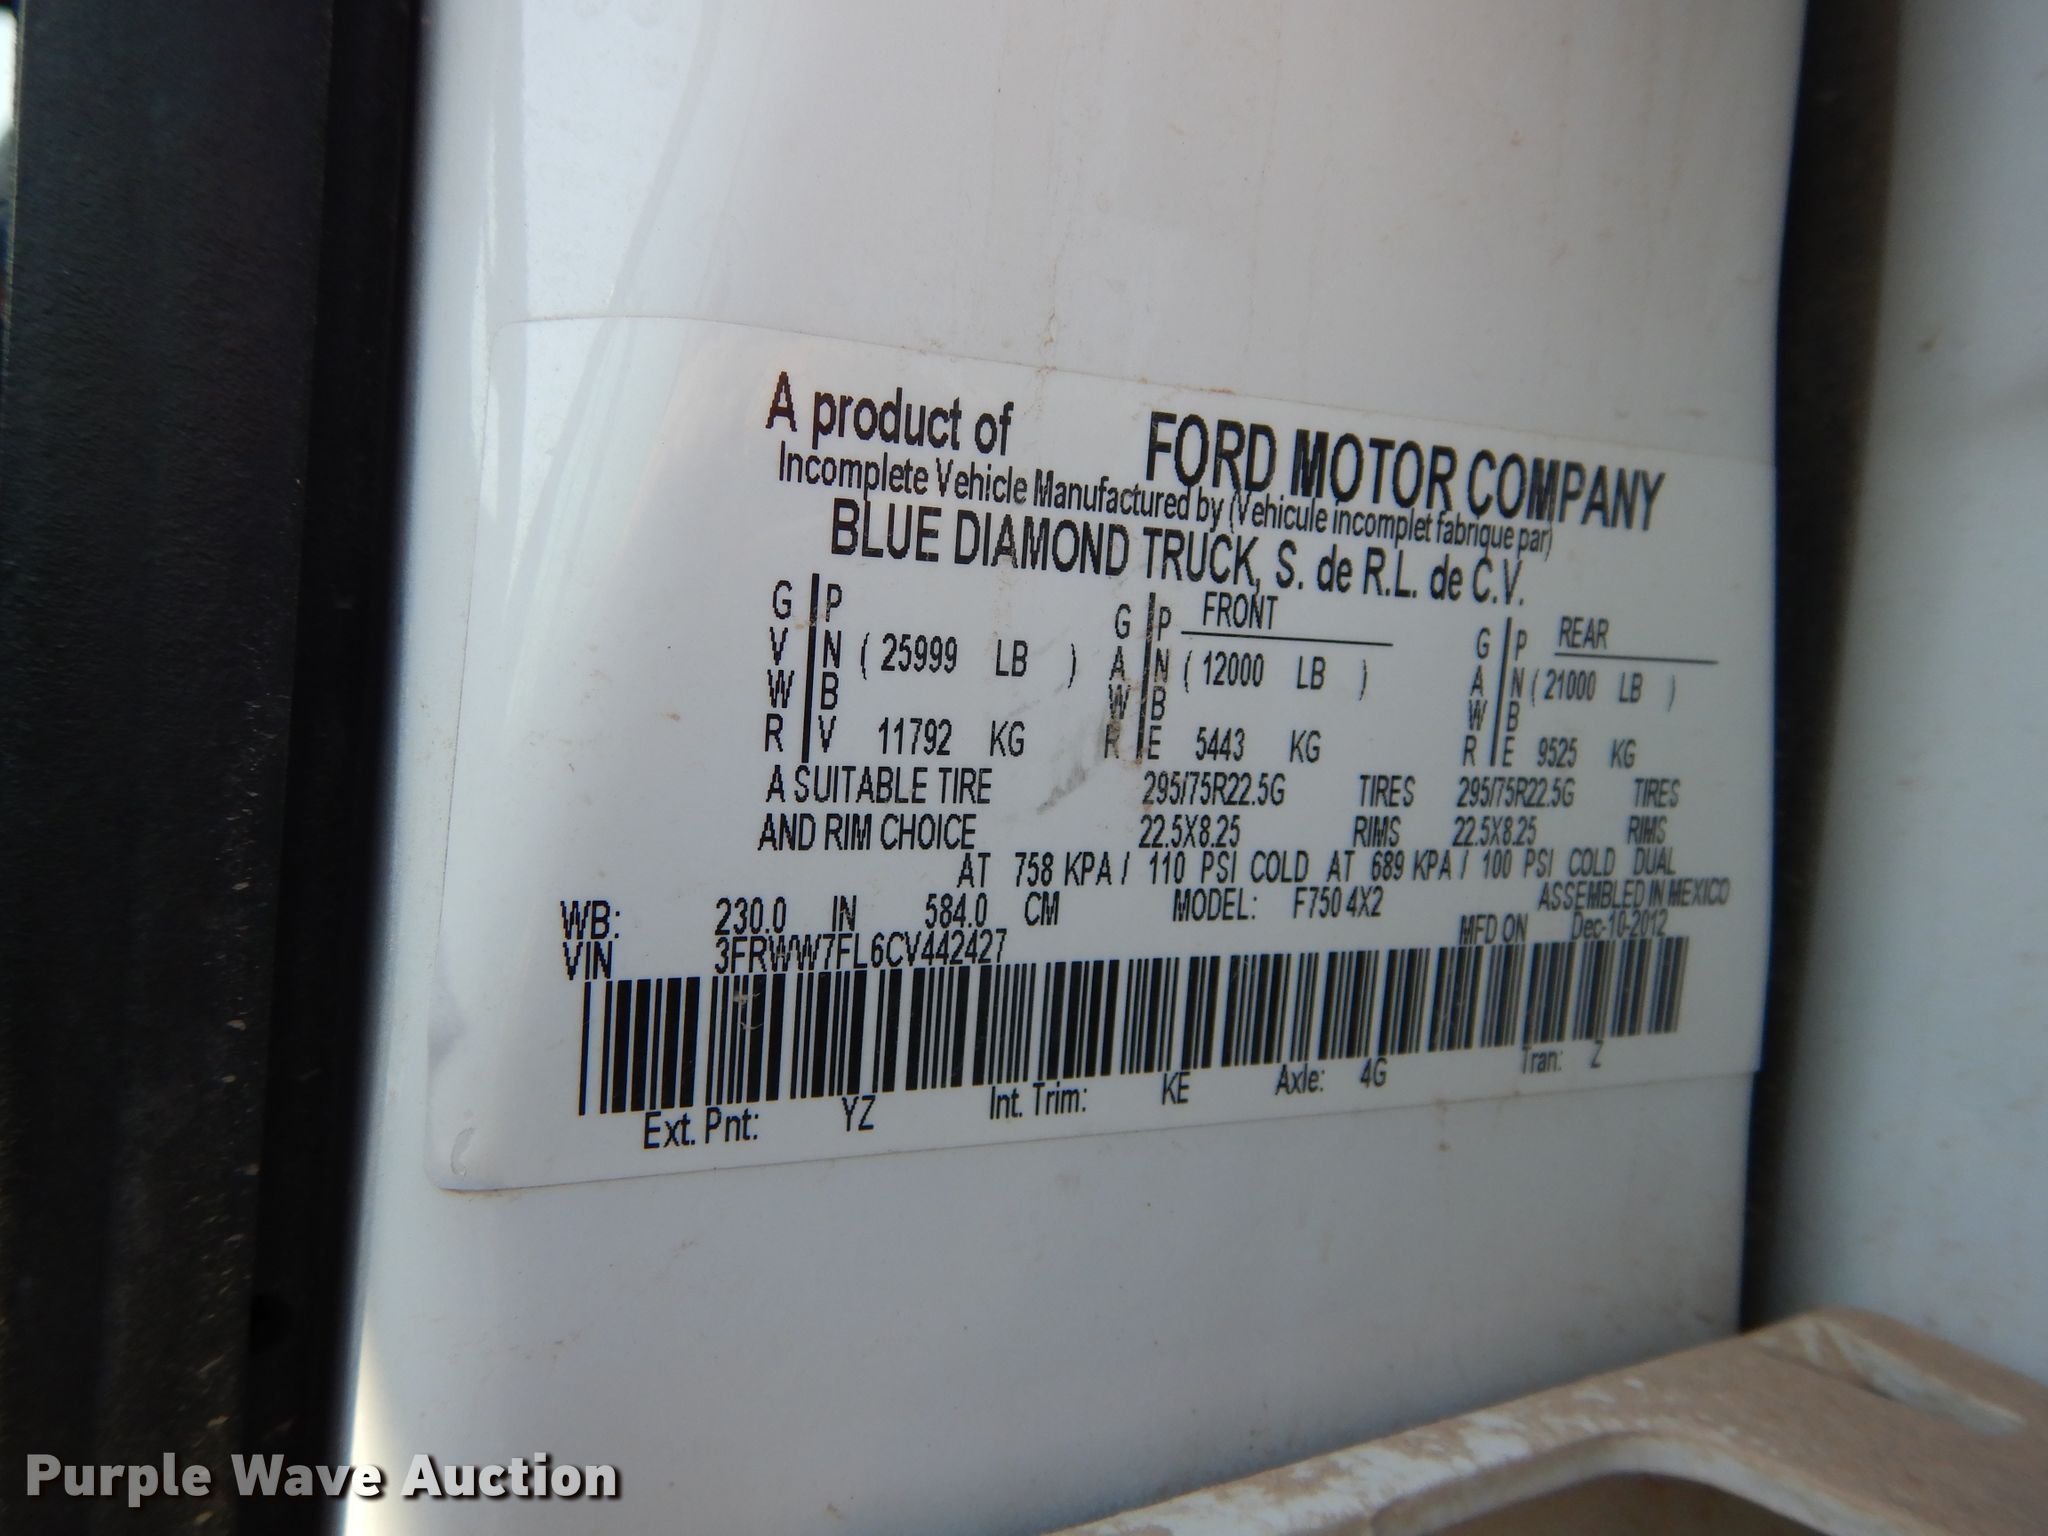 A product of FORD MOTOR COMPANY
Incomplete Vehicle Manufactured by (Vehicule incomplet fabrique par)
BLUE DIAMOND TRUCK, S. de R.L. de C.V.
G P G P FRONT G P REAR
V N ( 25999 LB ) A N ( 12000 LB ) A N ( 21000 LB )
W B W B W B
R V 11792 KG R E 5443 KG R E 9525 KG
A SUITABLE TIRE 295/75R22.5G TIRES 295/75R22.5G TIRES
AND RIM CHOICE 22.5X8.25 RIMS 22.5X8.25 RIMS
AT 758 KPA / 110 PSI COLD AT 689 KPA / 100 PSI COLD DUAL
WB: 230.0 IN 584.0 CM MODEL: F750 4X2 ASSEMBLED IN MEXICO
VIN 3FRWW7FL6CV442427 MFD ON Dec-10-2012
Ext. Pnt: YZ Int. Trim: KE Axle: 4G Tran: Z
Purple Wave Auction